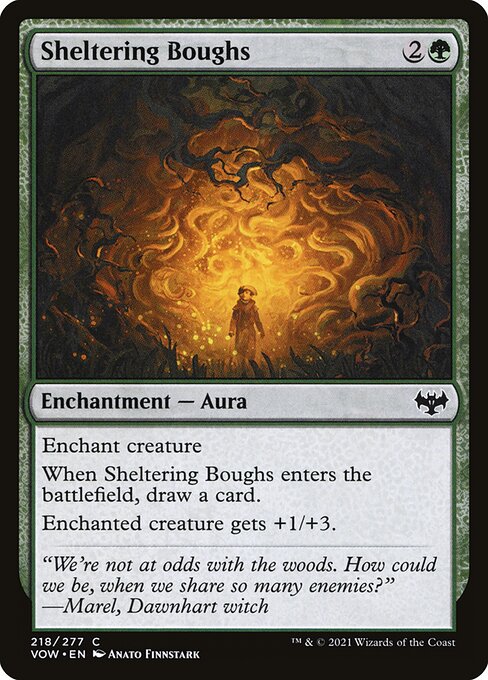 Sheltering Boughs 2
Enchantment — Aura
Enchant creature
When Sheltering Boughs enters the
battlefield, draw a card.
Enchanted creature gets +1/+3.
“We’re not at odds with the woods. How could
we be, when we share so many enemies?”
—Marel, Dawnhart witch
218/277 C
VOW • EN ANATO FINNSTARK
™ & © 2021 Wizards of the Coast